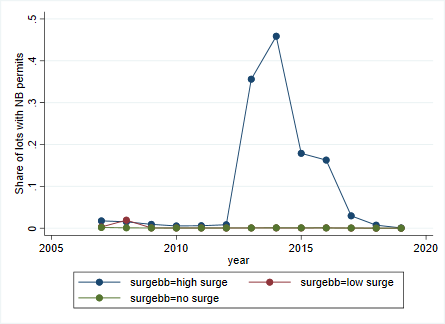 Share of lots with NB permits
.5
.4
.3
.2
.1
0
2005 2010 2015 2020
year
surgebb=high surge surgebb=low surge
surgebb=no surge